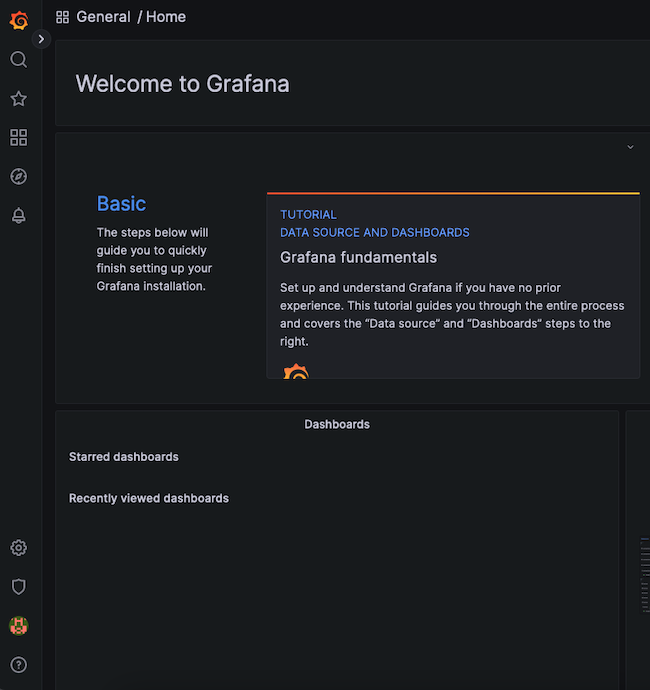 General / Home
Welcome to Grafana
Basic
The steps below will
guide you to quickly
finish setting up your
Grafana installation.
TUTORIAL
DATA SOURCE AND DASHBOARDS
Grafana fundamentals
Set up and understand Grafana if you have no prior
experience. This tutorial guides you through the entire process
and covers the “Data source” and “Dashboards” steps to the
right.
Dashboards
Starred dashboards
Recently viewed dashboards